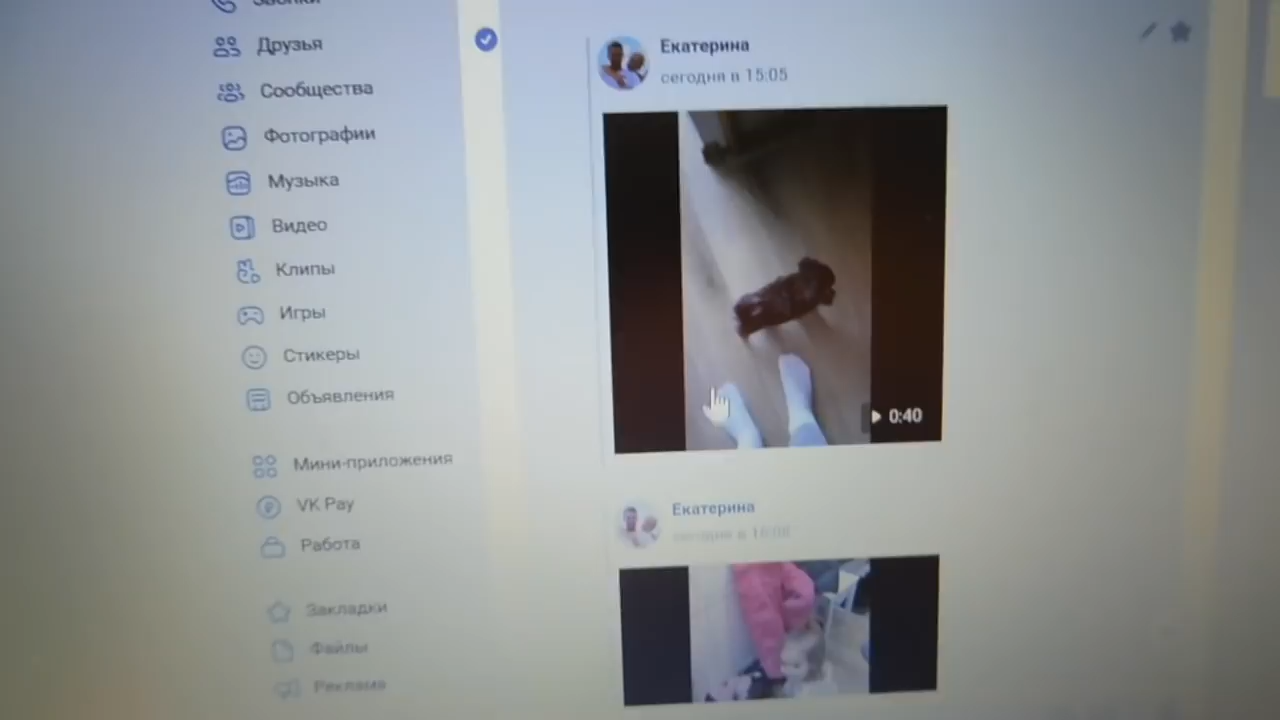 Звонки
Друзья
Сообщества
Фотографии
Музыка
Видео
Клипы
Игры
Стикеры
Объявления
Мини-приложения
VK Pay
Работа
Закладки
Файлы
Реклама
Екатерина
сегодня в 15:05
0:40
Екатерина